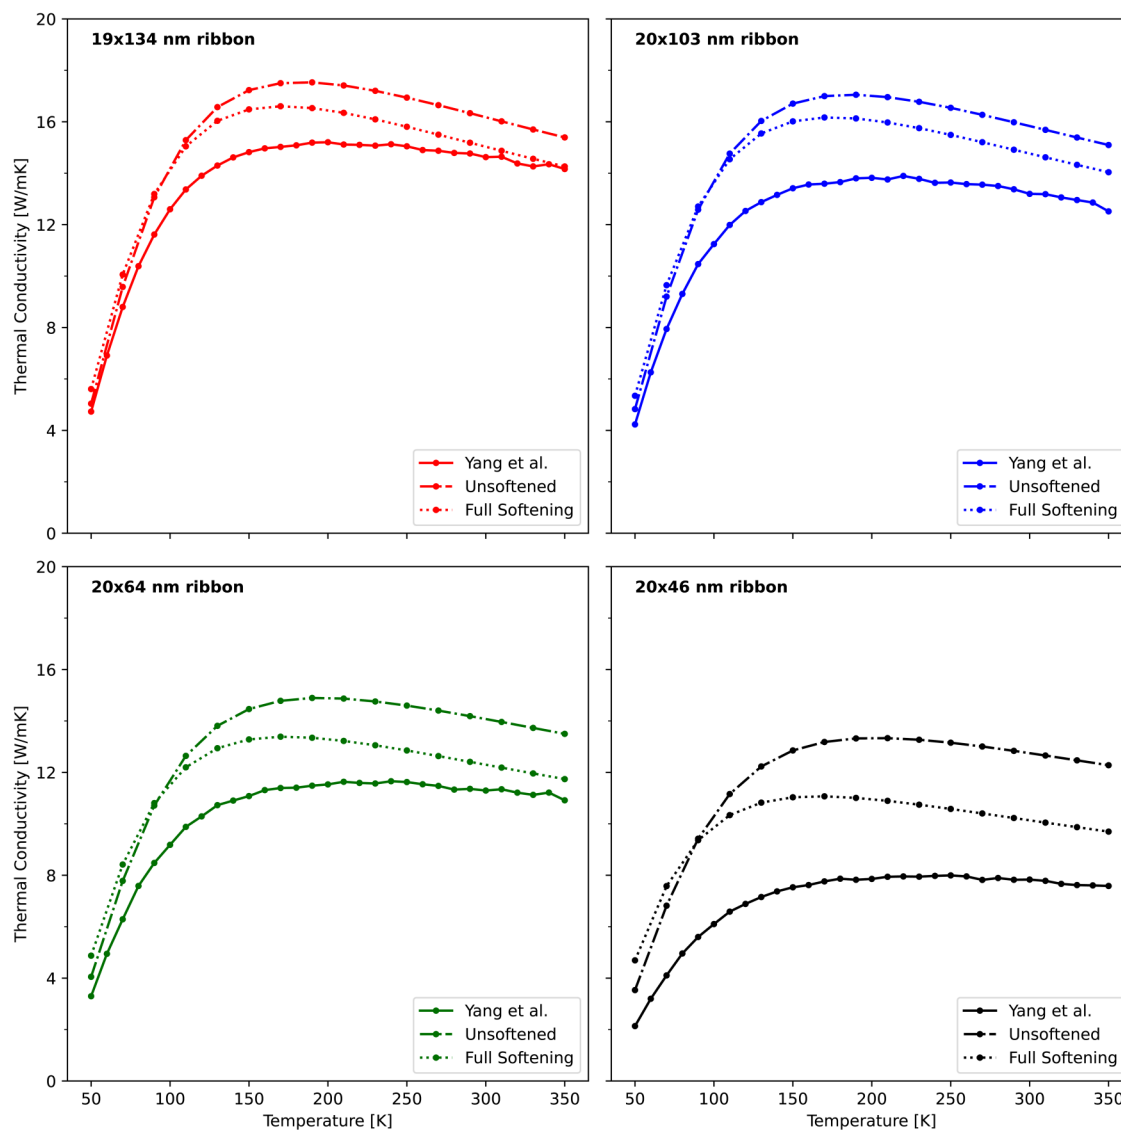 20
16
12
8
4
0
Thermal Conductivity [W/mK]
19x134 nm ribbon
Yang et al.
Unsoftened
Full Softening
20x103 nm ribbon
Yang et al.
Unsoftened
Full Softening
20
16
12
8
4
0
Thermal Conductivity [W/mK]
20x64 nm ribbon
Yang et al.
Unsoftened
Full Softening
50 100 150 200 250 300 350
Temperature [K]
20x46 nm ribbon
Yang et al.
Unsoftened
Full Softening
50 100 150 200 250 300 350
Temperature [K]